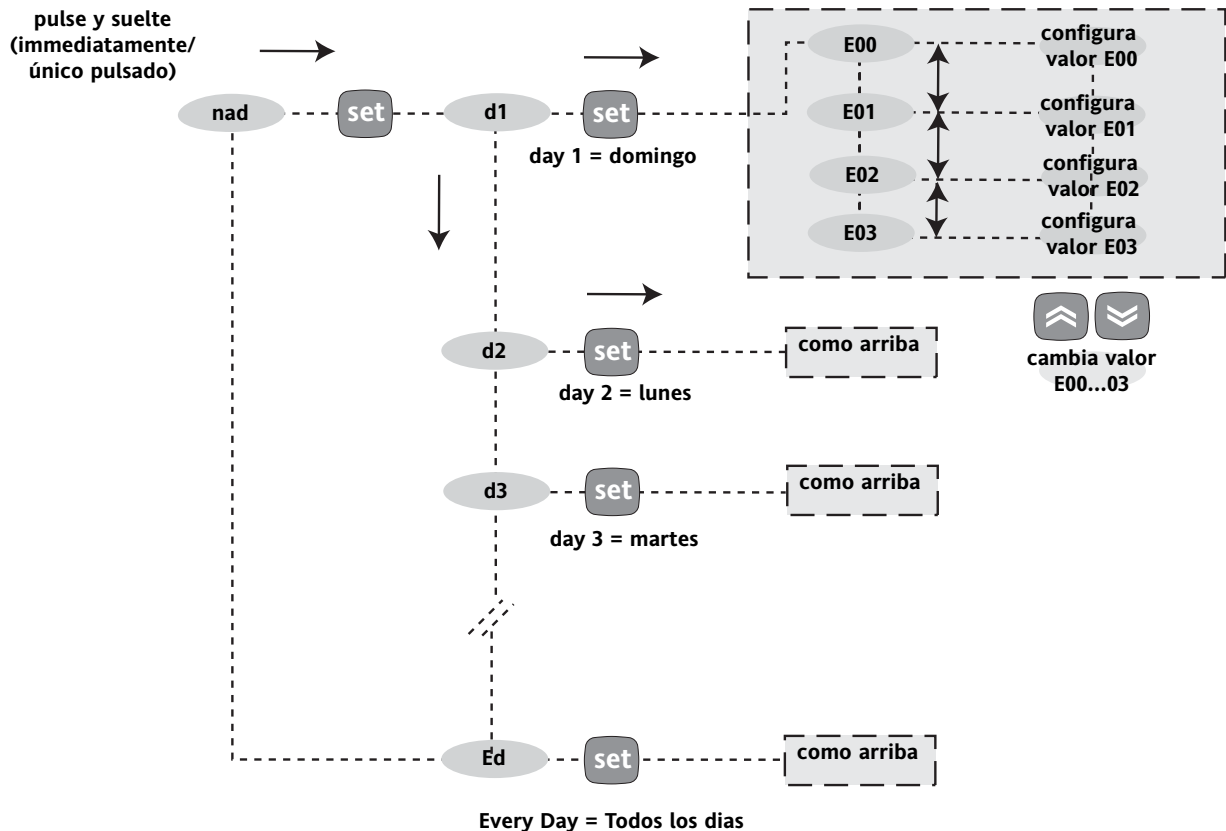 pulse y suelte
(immediatamente/
único pulsado)
nad
set
d1
set
day 1 = domingo
E00
configura
valor E00
E01
configura
valor E01
E02
configura
valor E02
E03
configura
valor E03
cambia valor
E00...03
d2
set
day 2 = lunes
como arriba
d3
set
day 3 = martes
como arriba
Ed
set
como arriba
Every Day = Todos los dias